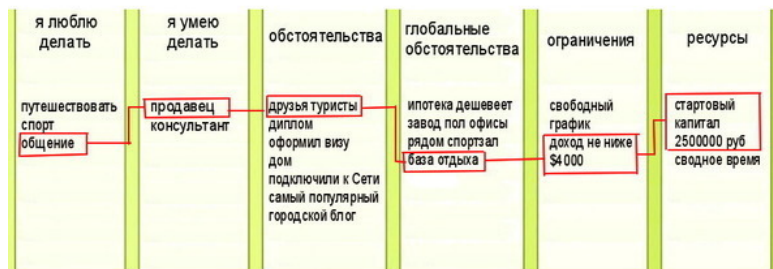 я люблю
делать
я умею
делать
обстоятельства
глобальные
обстоятельства
ограничения
ресурсы
путешествовать
спорт
общение
продавец
консультант
друзья туристы
диплом
оформил визу
дом
подключили к Сети
самый популярный
городской блог
ипотека дешевеет
завод пол офисы
рядом спортзал
база отдыха
свободный
график
доход не ниже
$4000
стартовый
капитал
2500000 руб
сводное время